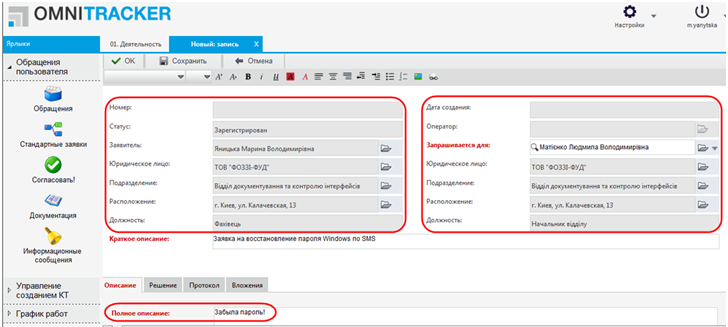 OMNITRACKER
Настройки
m.yanytska
Ярлыки
01. Деятельность
Новый: запись X
Обращения пользователя
OK Сохранить Отмена
A A B i U A A
Обращения
Стандартные заявки
Согласовать!
Документация
Информационные сообщения
Управление созданием КТ
График работ
Номер:
Статус: Зарегистрирован
Заявитель: Яницька Марина Володимирівна
Юридическое лицо: ТОВ "ФОЗЗІ-ФУД"
Подразделение: Відділ документування та контролю інтерфейсів
Расположение: г. Киев, ул. Калачевская, 13
Должность: Фахівець
Краткое описание: Заявка на восстановление пароля Windows по SMS
Дата создания:
Оператор:
Запрашивается для: Матієнко Людмила Володимирівна
Юридическое лицо: ТОВ "ФОЗЗІ-ФУД"
Подразделение: Відділ документування та контролю інтерфейсів
Расположение: г. Киев, ул. Калачевская, 13
Должность: Начальник відділу
Описание Решение Протокол Вложения
Полное описание: Забыла пароль!